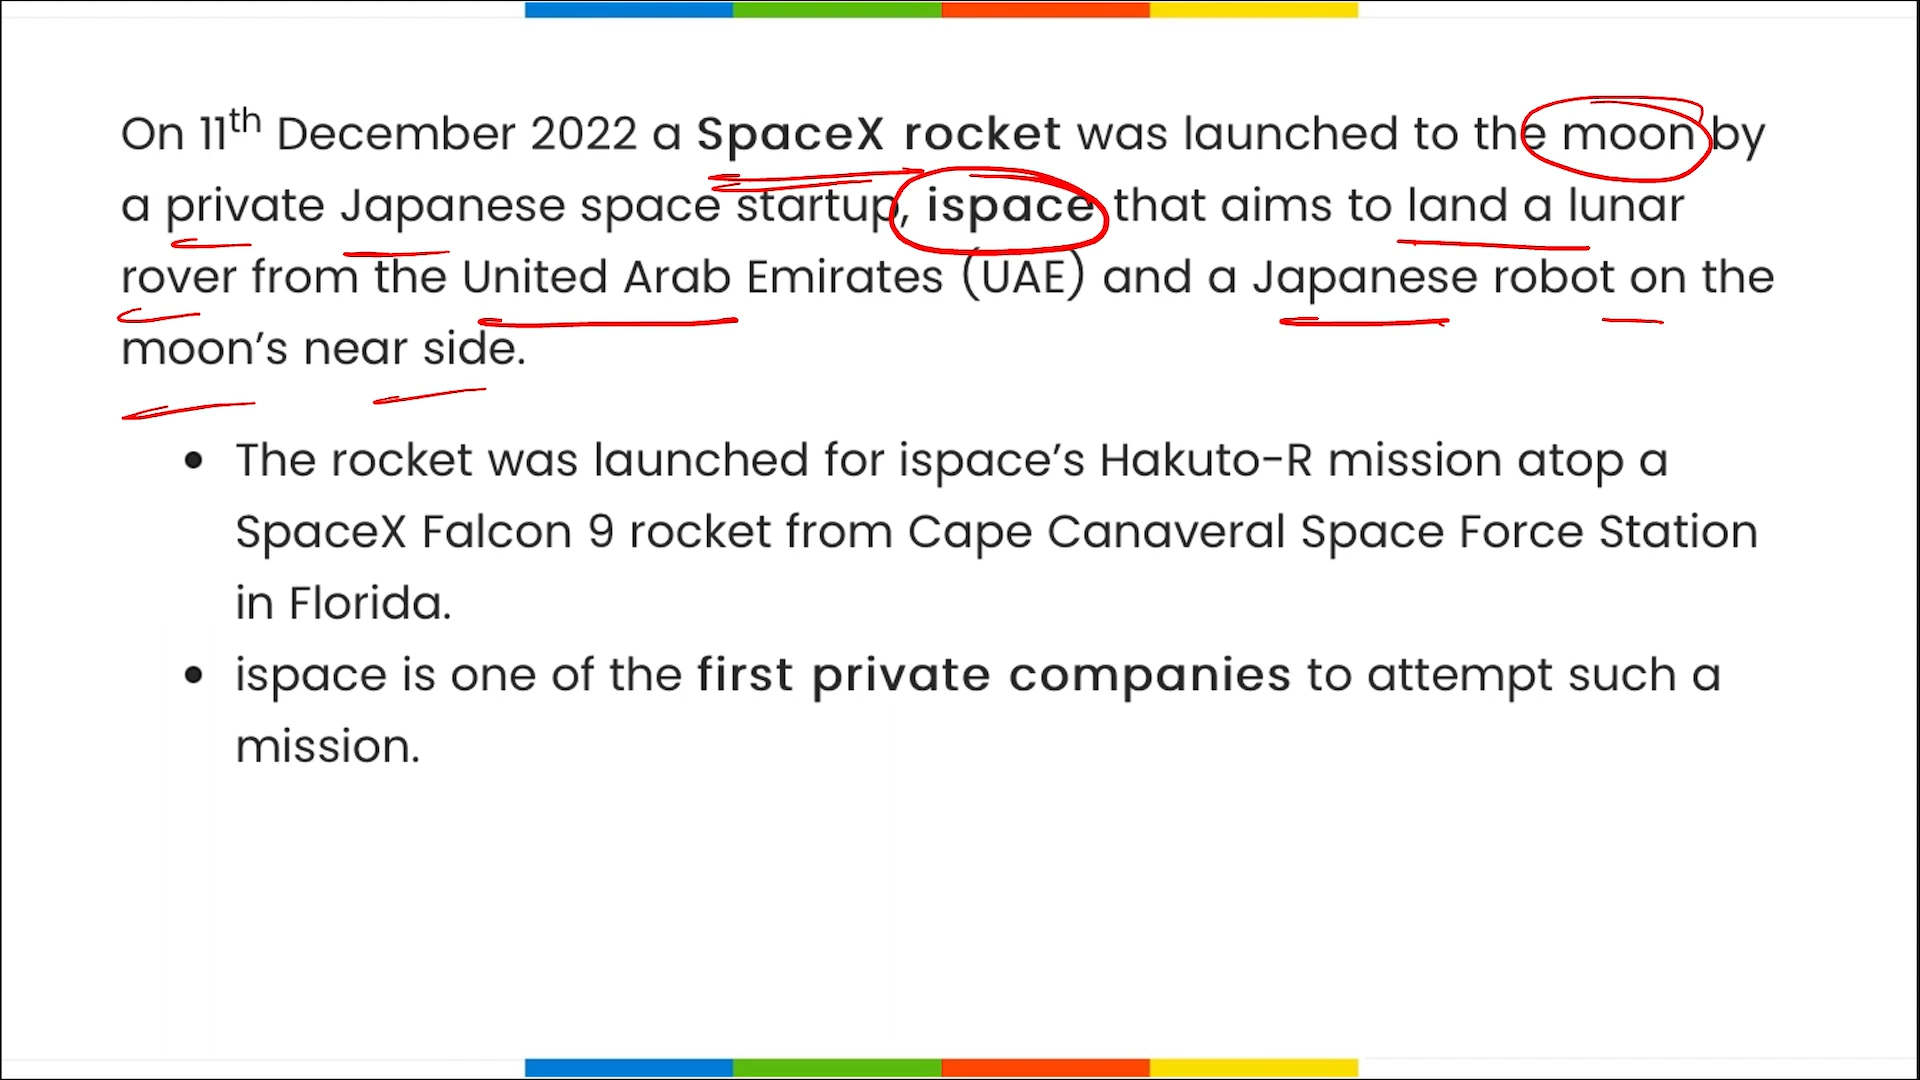 On 11th December 2022 a SpaceX rocket was launched to the moon by
a private Japanese space startup, ispace that aims to land a lunar
rover from the United Arab Emirates (UAE) and a Japanese robot on the
moon’s near side.
• The rocket was launched for ispace’s Hakuto-R mission atop a
SpaceX Falcon 9 rocket from Cape Canaveral Space Force Station
in Florida.
• ispace is one of the first private companies to attempt such a
mission.